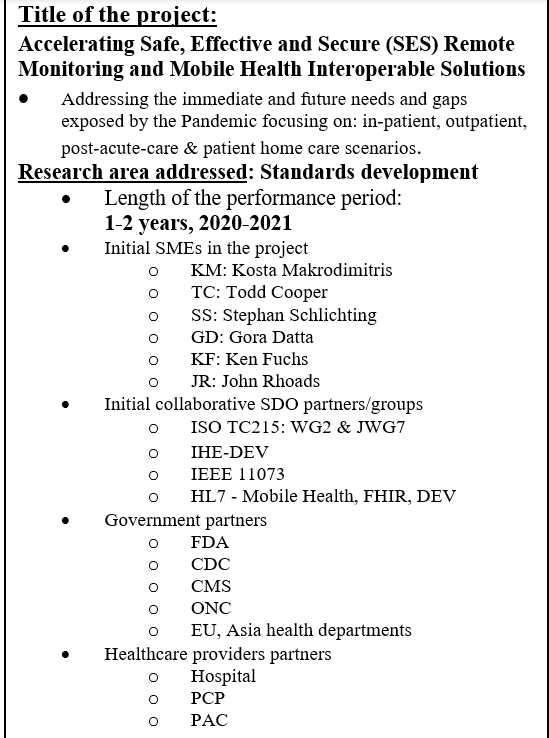 Title of the project:
Accelerating Safe, Effective and Secure (SES) Remote
Monitoring and Mobile Health Interoperable Solutions
● Addressing the immediate and future needs and gaps
exposed by the Pandemic focusing on: in-patient, outpatient,
post-acute-care & patient home care scenarios.
Research area addressed: Standards development
● Length of the performance period:
1-2 years, 2020-2021
● Initial SMEs in the project
○ KM: Kosta Makrodimitris
○ TC: Todd Cooper
○ SS: Stephan Schlichting
○ GD: Gora Datta
○ KF: Ken Fuchs
○ JR: John Rhoads
● Initial collaborative SDO partners/groups
○ ISO TC215: WG2 & JWG7
○ IHE-DEV
○ IEEE 11073
○ HL7 - Mobile Health, FHIR, DEV
● Government partners
○ FDA
○ CDC
○ CMS
○ ONC
○ EU, Asia health departments
● Healthcare providers partners
○ Hospital
○ PCP
○ PAC